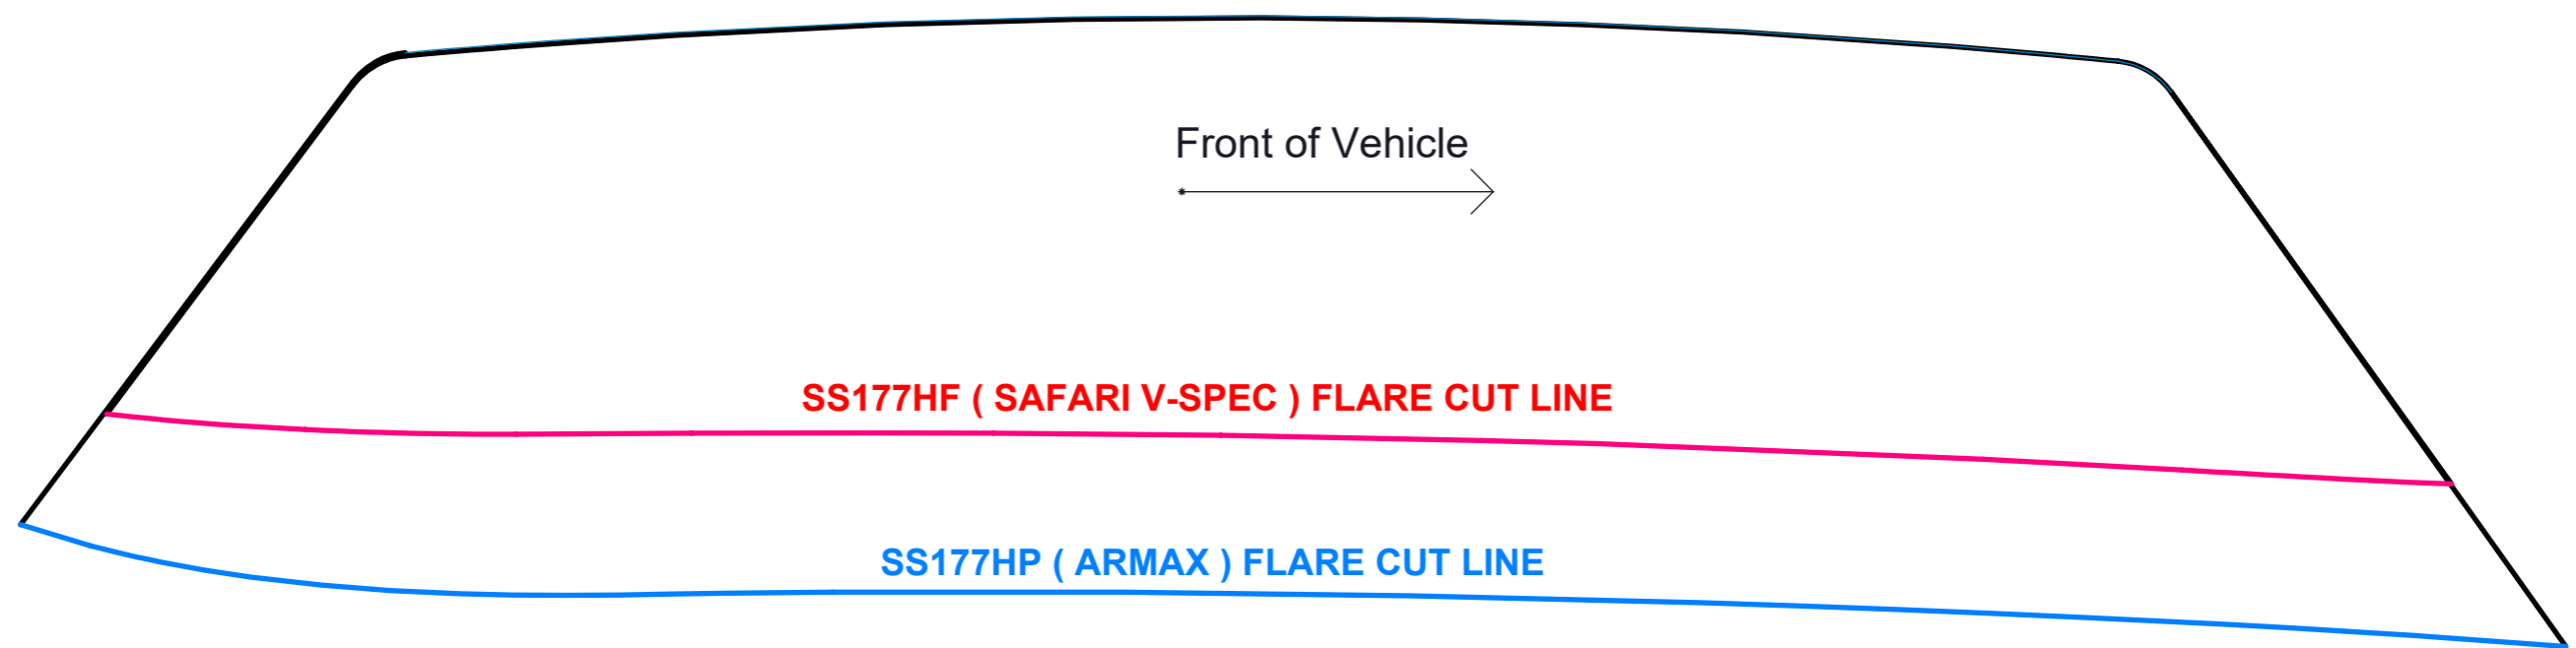 Front of Vehicle
SS177HF ( SAFARI V-SPEC ) FLARE CUT LINE
SS177HP ( ARMAX ) FLARE CUT LINE